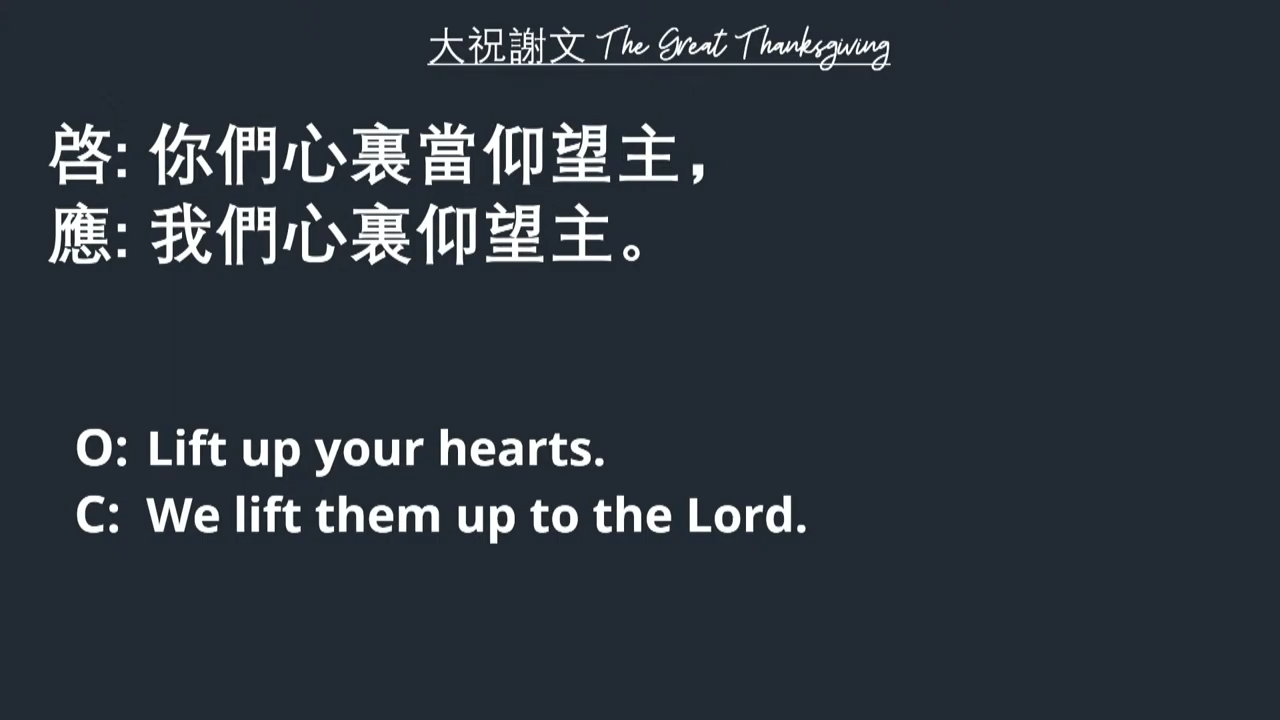 大祝謝文 The Great Thanksgiving
啓: 你們心裏當仰望主，
應: 我們心裏仰望主。
O: Lift up your hearts.
C: We lift them up to the Lord.